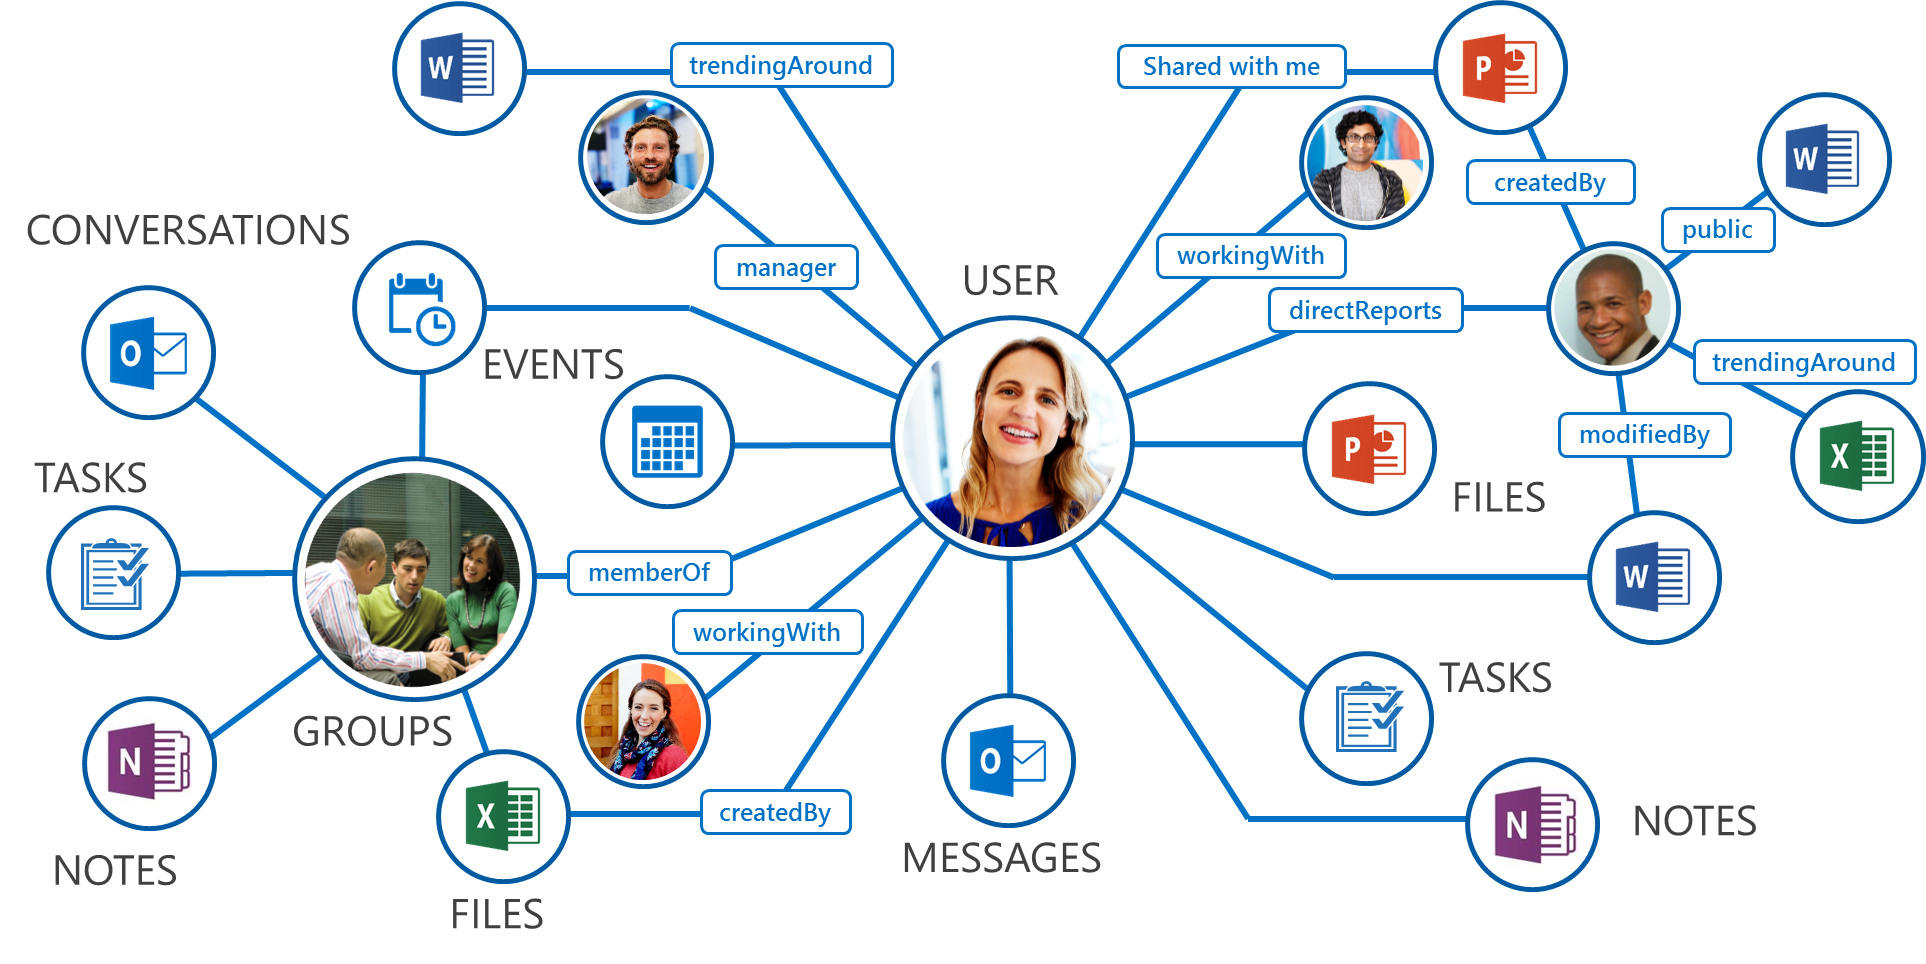 W
trendingAround
Shared with me
P
createdBy
W
public
CONVERSATIONS
manager
workingWith
USER
directReports
O
EVENTS
trendingAround
P
modifiedBy
X
TASKS
FILES
memberOf
W
workingWith
TASKS
GROUPS
N
O
X
createdBy
N
NOTES
MESSAGES
NOTES
FILES